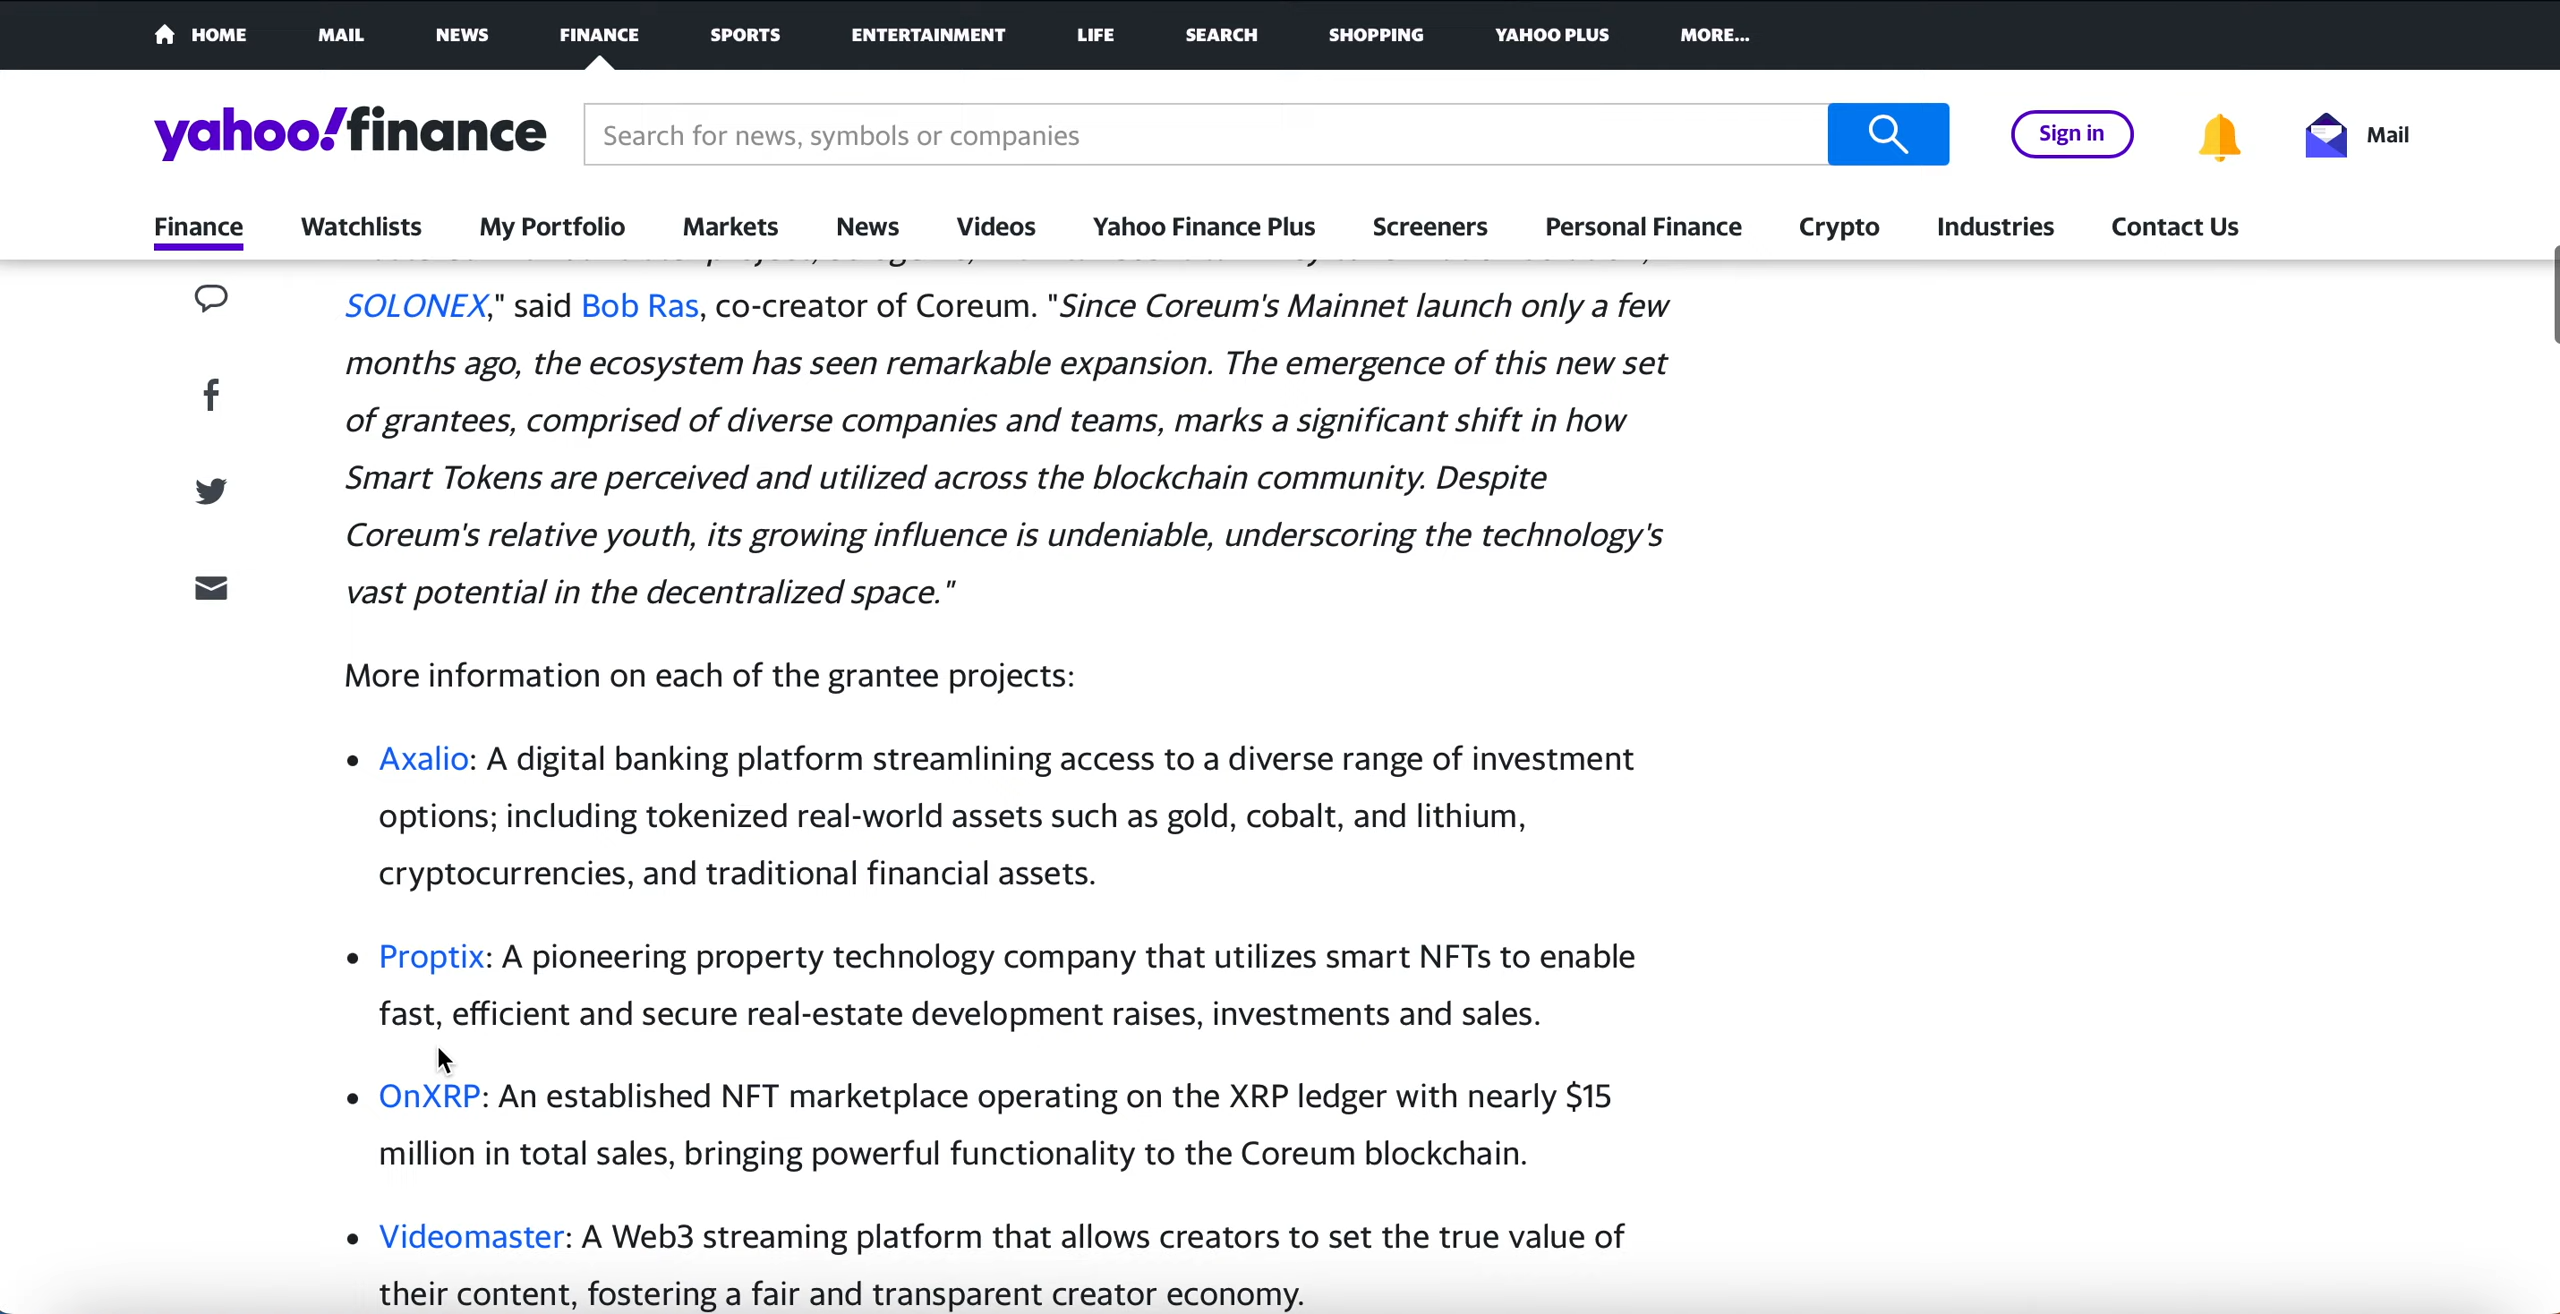 HOME MAIL NEWS FINANCE SPORTS ENTERTAINMENT LIFE SEARCH SHOPPING YAHOO PLUS MORE...
yahoo!finance Search for news, symbols or companies Sign in Mail
Finance Watchlists My Portfolio Markets News Videos Yahoo Finance Plus Screeners Personal Finance Crypto Industries Contact Us
SOLONEX," said Bob Ras, co-creator of Coreum. "Since Coreum's Mainnet launch only a few
months ago, the ecosystem has seen remarkable expansion. The emergence of this new set
of grantees, comprised of diverse companies and teams, marks a significant shift in how
Smart Tokens are perceived and utilized across the blockchain community. Despite
Coreum's relative youth, its growing influence is undeniable, underscoring the technology's
vast potential in the decentralized space."
More information on each of the grantee projects:
• Axalio: A digital banking platform streamlining access to a diverse range of investment
options; including tokenized real-world assets such as gold, cobalt, and lithium,
cryptocurrencies, and traditional financial assets.
• Proptix: A pioneering property technology company that utilizes smart NFTs to enable
fast, efficient and secure real-estate development raises, investments and sales.
• OnXRP: An established NFT marketplace operating on the XRP ledger with nearly $15
million in total sales, bringing powerful functionality to the Coreum blockchain.
• Videomaster: A Web3 streaming platform that allows creators to set the true value of
their content, fostering a fair and transparent creator economy.